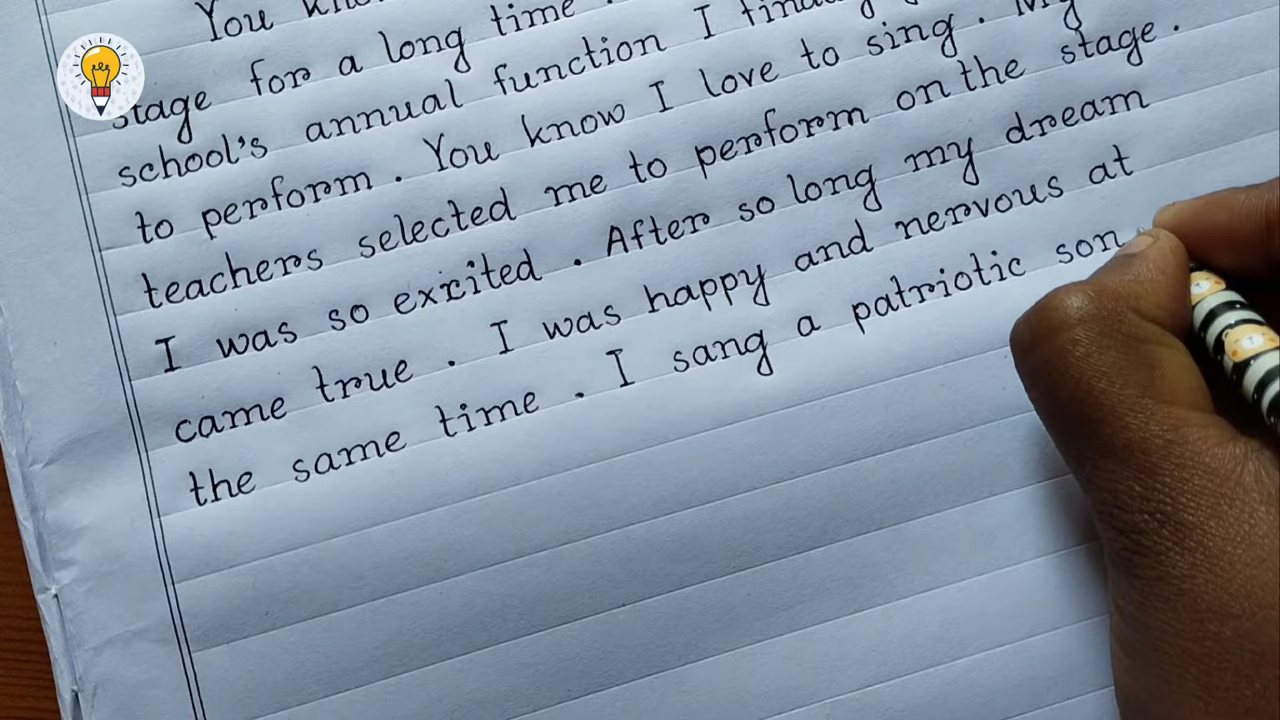 You
stage for a long time
school's annual function I
to perform. You know I love to sing. My
teachers selected me to perform on the stage.
I was so excited. After so long my dream
came true. I was happy and nervous at
the same time. I sang a patriotic son